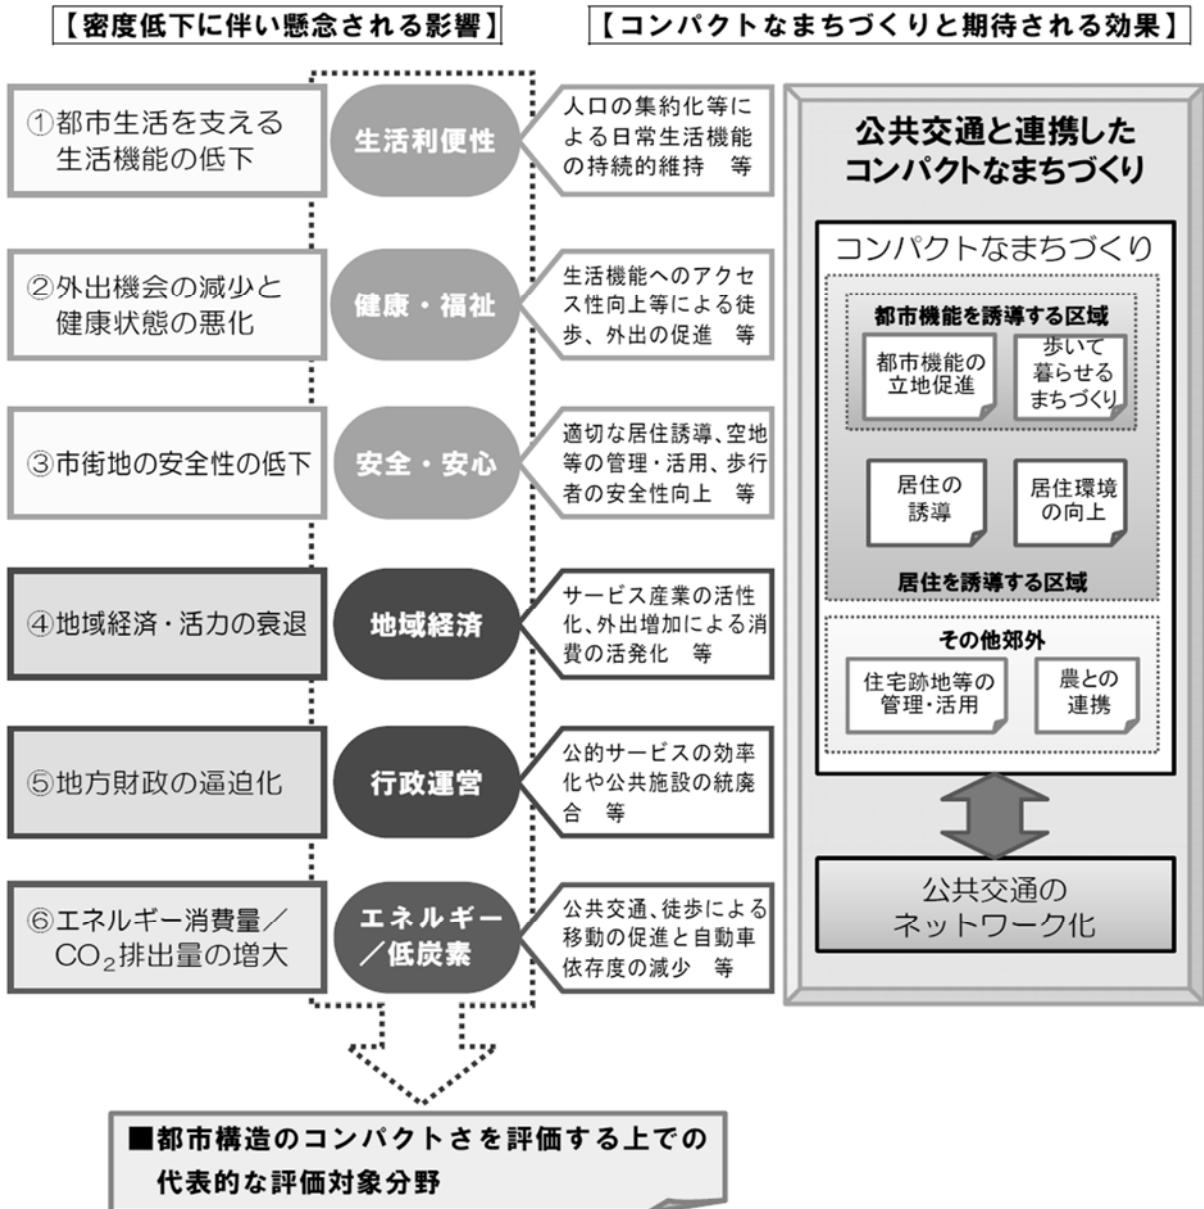 【密度低下に伴い懸念される影響】
【コンパクトなまちづくりと期待される効果】
①都市生活を支える
生活機能の低下
生活利便性
人口の集約化等に
よる日常生活機能
の持続的維持 等
②外出機会の減少と
健康状態の悪化
健康・福祉
生活機能へのアクセ
ス性向上等による徒
歩、外出の促進 等
③市街地の安全性の低下
安全・安心
適切な居住誘導、空地
等の管理・活用、歩行
者の安全性向上 等
④地域経済・活力の衰退
地域経済
サービス産業の活性
化、外出増加による消
費の活発化 等
⑤地方財政の逼迫化
行政運営
公的サービスの効率
化や公共施設の統廃
合 等
⑥エネルギー消費量／
CO₂排出量の増大
エネルギー
／低炭素
公共交通、徒歩による
移動の促進と自動車
依存度の減少 等
公共交通と連携した
コンパクトなまちづくり
コンパクトなまちづくり
都市機能を誘導する区域
都市機能の
立地促進
歩いて
暮らせる
まちづくり
居住の
誘導
居住環境
の向上
居住を誘導する区域
その他郊外
住宅跡地等の
管理・活用
農との
連携
公共交通の
ネットワーク化
■都市構造のコンパクトさを評価する上での
代表的な評価対象分野